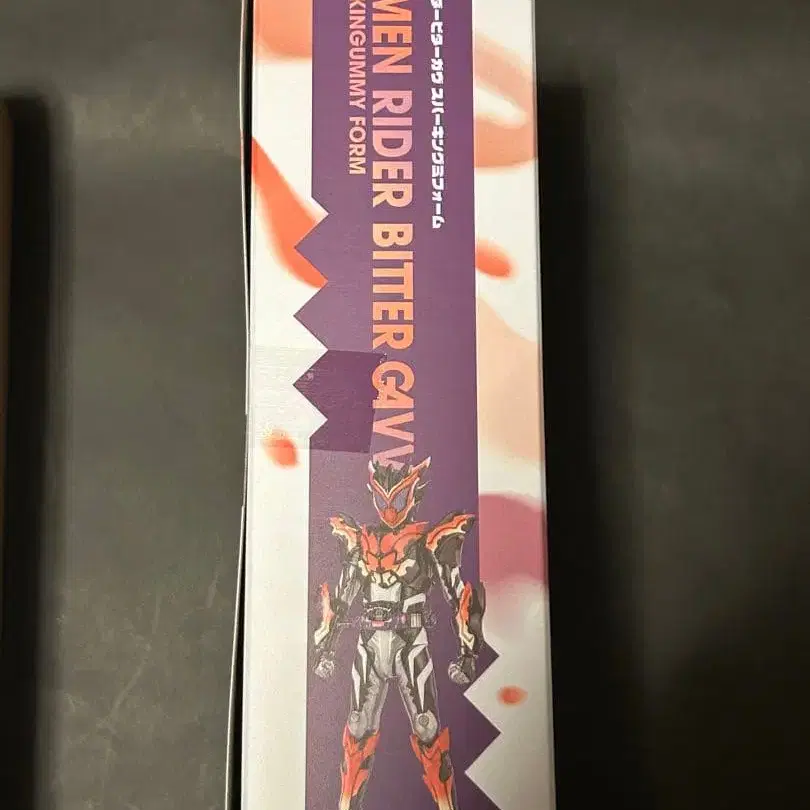 ダービターガヴ スパーキングミフォーム
MEN RIDER BITTER GAVV
KINGUMMY FORM